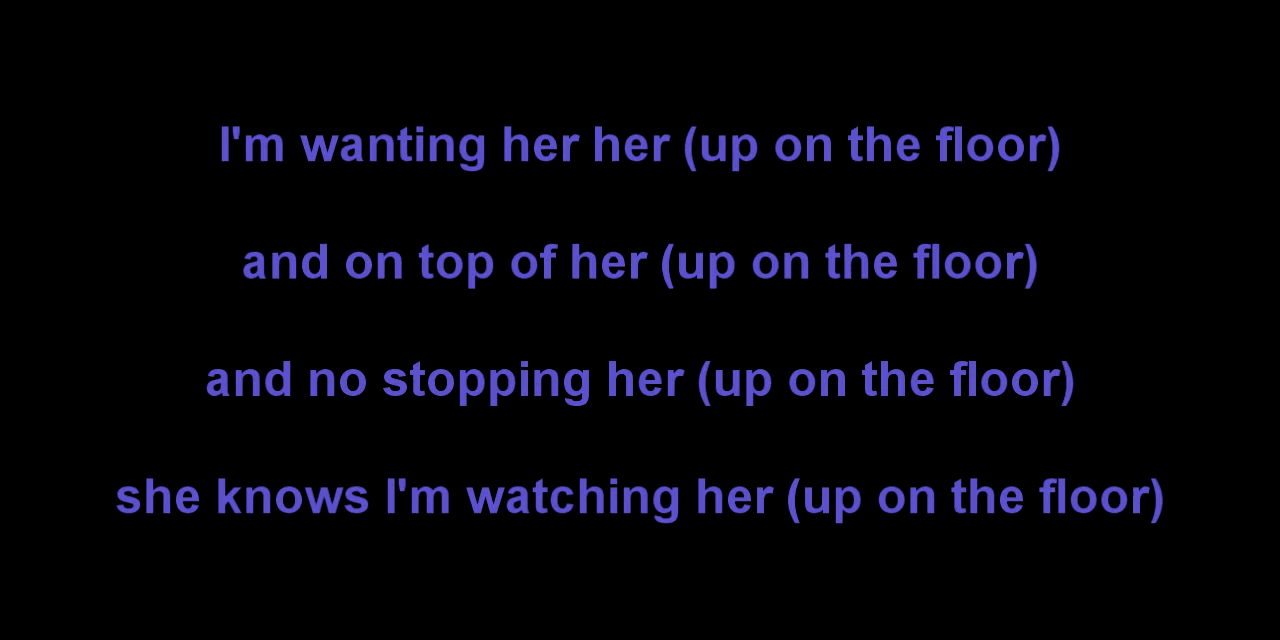 I'm wanting her her (up on the floor)
and on top of her (up on the floor)
and no stopping her (up on the floor)
she knows I'm watching her (up on the floor)